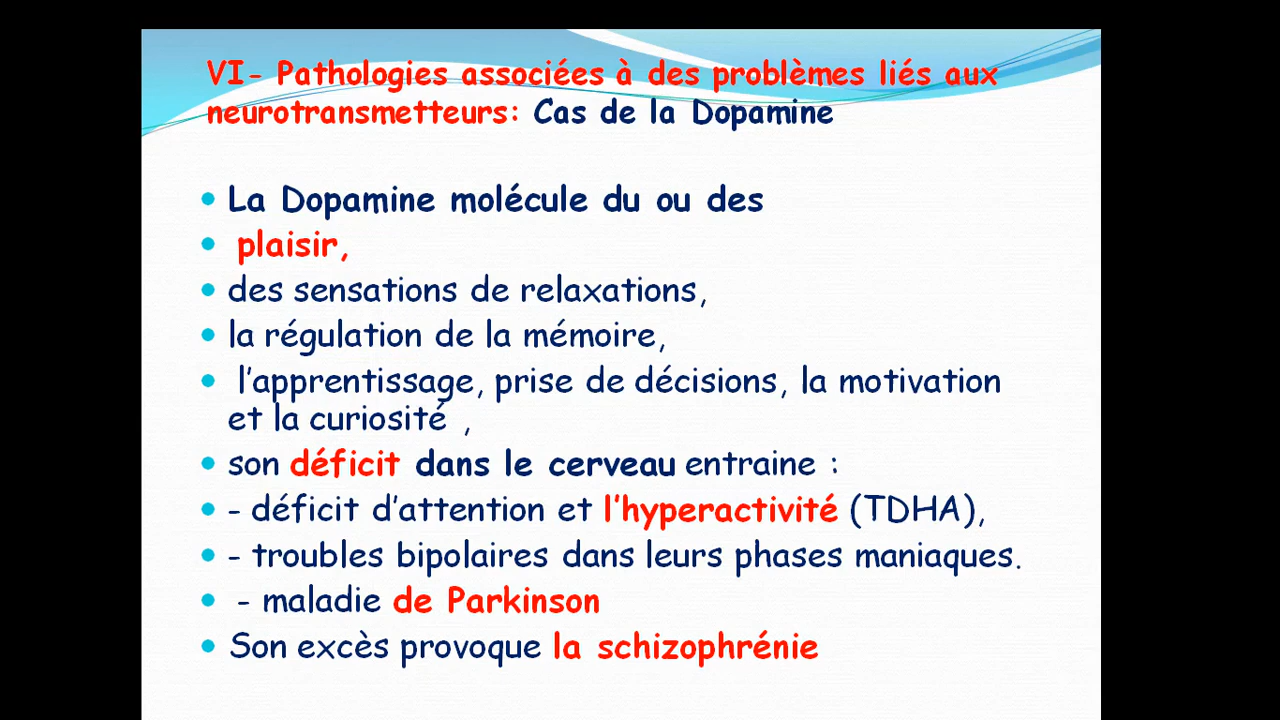 VI- Pathologies associées à des problèmes liés aux
neurotransmetteurs: Cas de la Dopamine
• La Dopamine molécule du ou des
• plaisir,
• des sensations de relaxations,
• la régulation de la mémoire,
• l'apprentissage, prise de décisions, la motivation
et la curiosité ,
• son déficit dans le cerveau entraine :
• - déficit d'attention et l'hyperactivité (TDHA),
• - troubles bipolaires dans leurs phases maniaques.
• - maladie de Parkinson
• Son excès provoque la schizophrénie